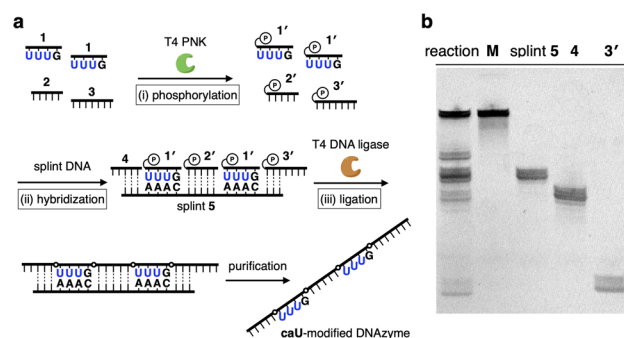 a
1 1 T4 PNK 1′ 1′
UUUG UUUG UUUG UUUG
2 3 (i) phosphorylation 2′ 3′
P P P P
splint DNA 4 1′ 2′ 1′ 3′ T4 DNA ligase
P P P P
UUUG UUUG
AAAC AAAC
(ii) hybridization splint 5 (iii) ligation
UUUG UUUG purification
AAAC AAAC
UUUG UUUG
caU-modified DNAzyme
b
reaction M splint 5 4 3′